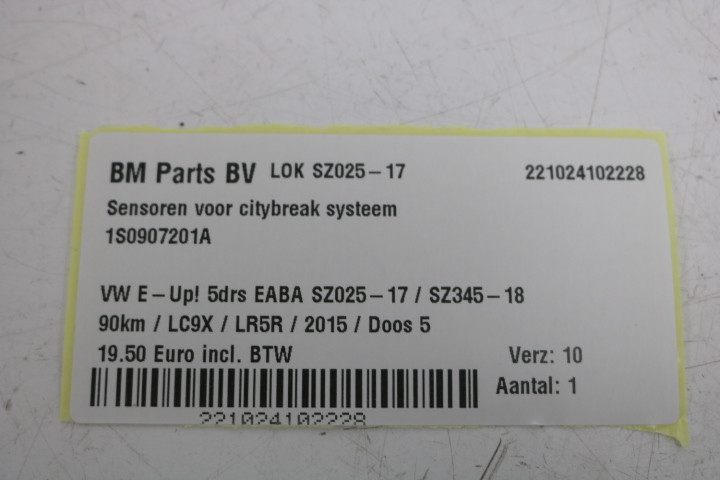 BM Parts BV LOK SZ025-17 221024102228
Sensoren voor citybreak systeem
1S0907201A
VW E-Up! 5drs EABA SZ025-17 / SZ345-18
90km / LC9X / LR5R / 2015 / Doos 5
19.50 Euro incl. BTW Verz: 10
Aantal: 1
221024102228